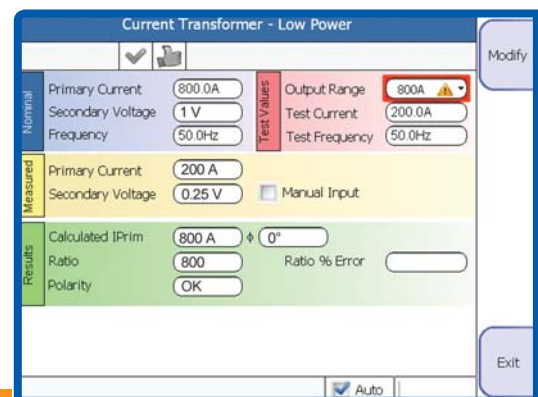 Current Transformer - Low Power
Modify
Nominal
Primary Current 800.0A
Secondary Voltage 1 V
Frequency 50.0Hz
Test Values
Output Range 800A
Test Current 200.0A
Test Frequency 50.0Hz
Measured
Primary Current 200 A
Secondary Voltage 0.25 V
Manual Input
Results
Calculated IPrim 800 A ϕ 0°
Ratio 800
Ratio % Error
Polarity OK
Exit
Auto